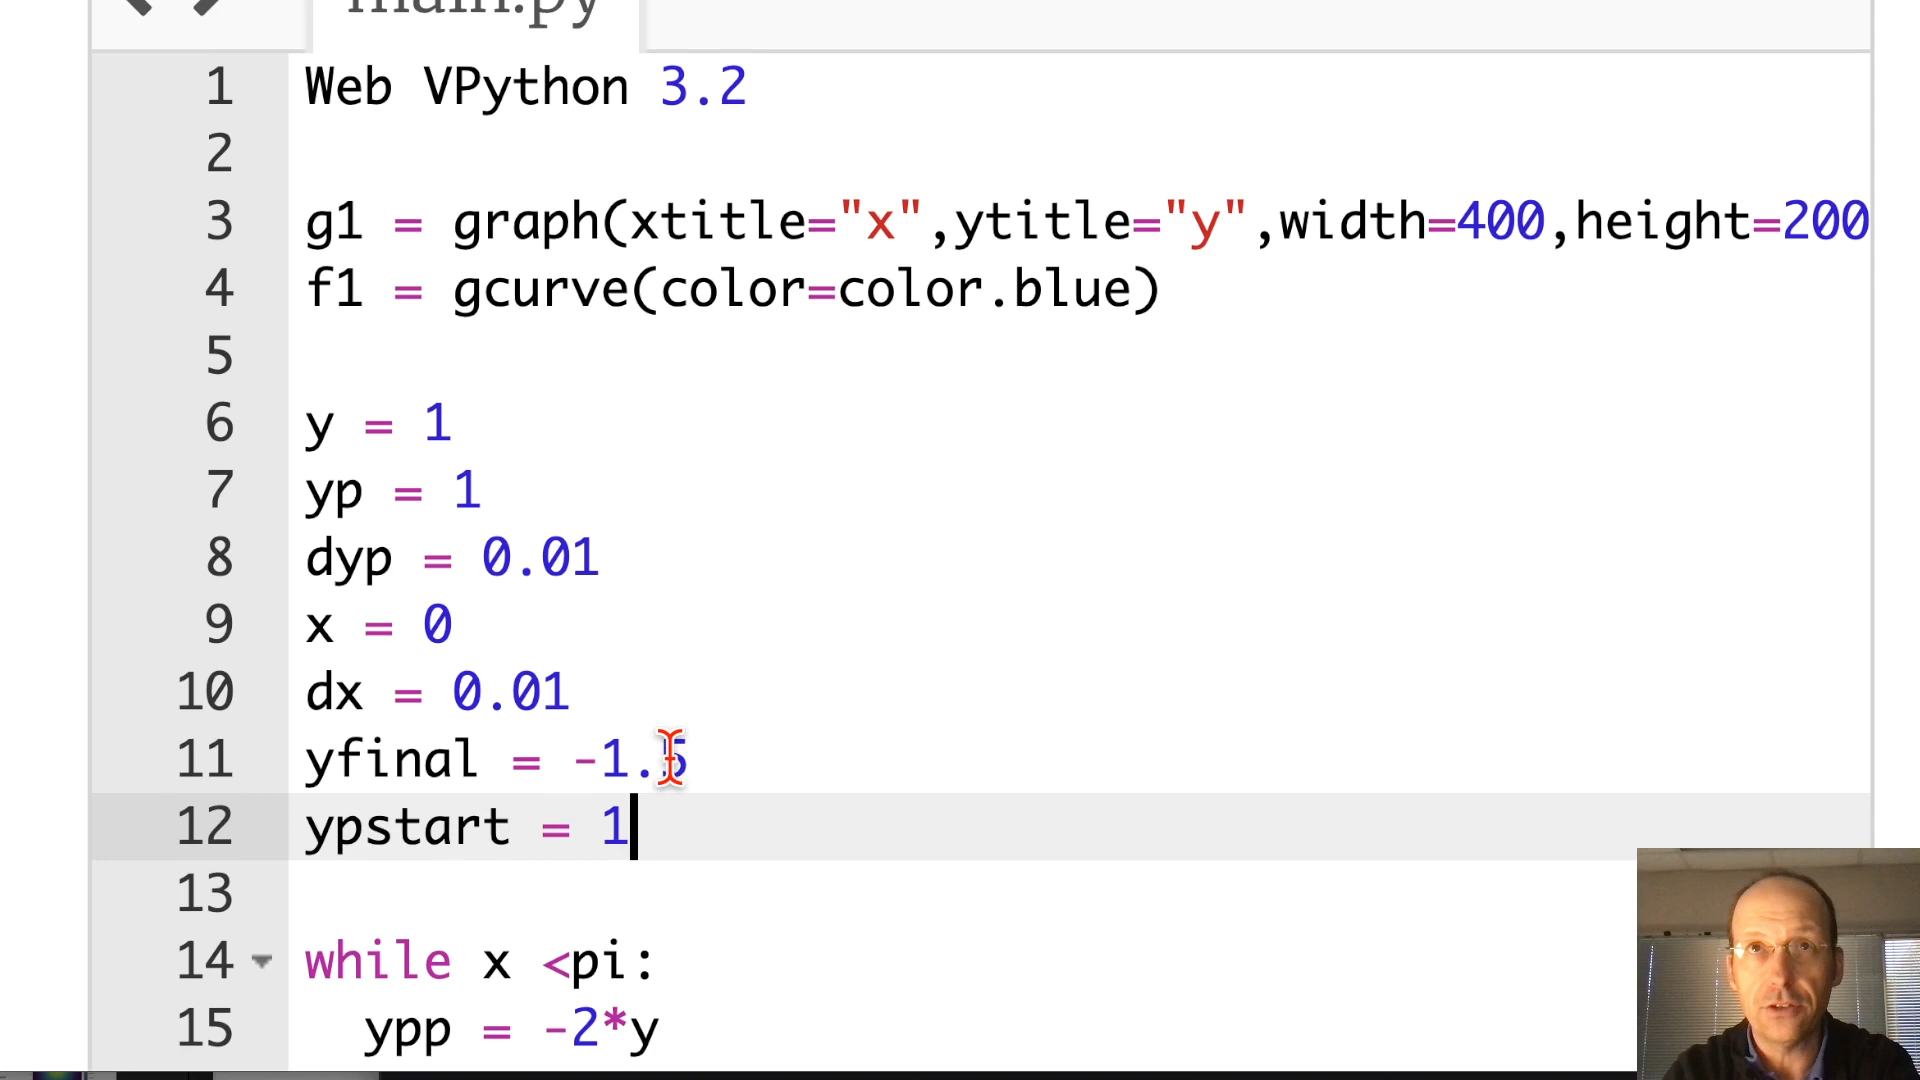 main.py
1 Web VPython 3.2
2
3 g1 = graph(xtitle="x",ytitle="y",width=400,height=200
4 f1 = gcurve(color=color.blue)
5
6 y = 1
7 yp = 1
8 dyp = 0.01
9 x = 0
10 dx = 0.01
11 yfinal = -1.5
12 ypstart = 1
13
14 while x <pi:
15 ypp = -2*y